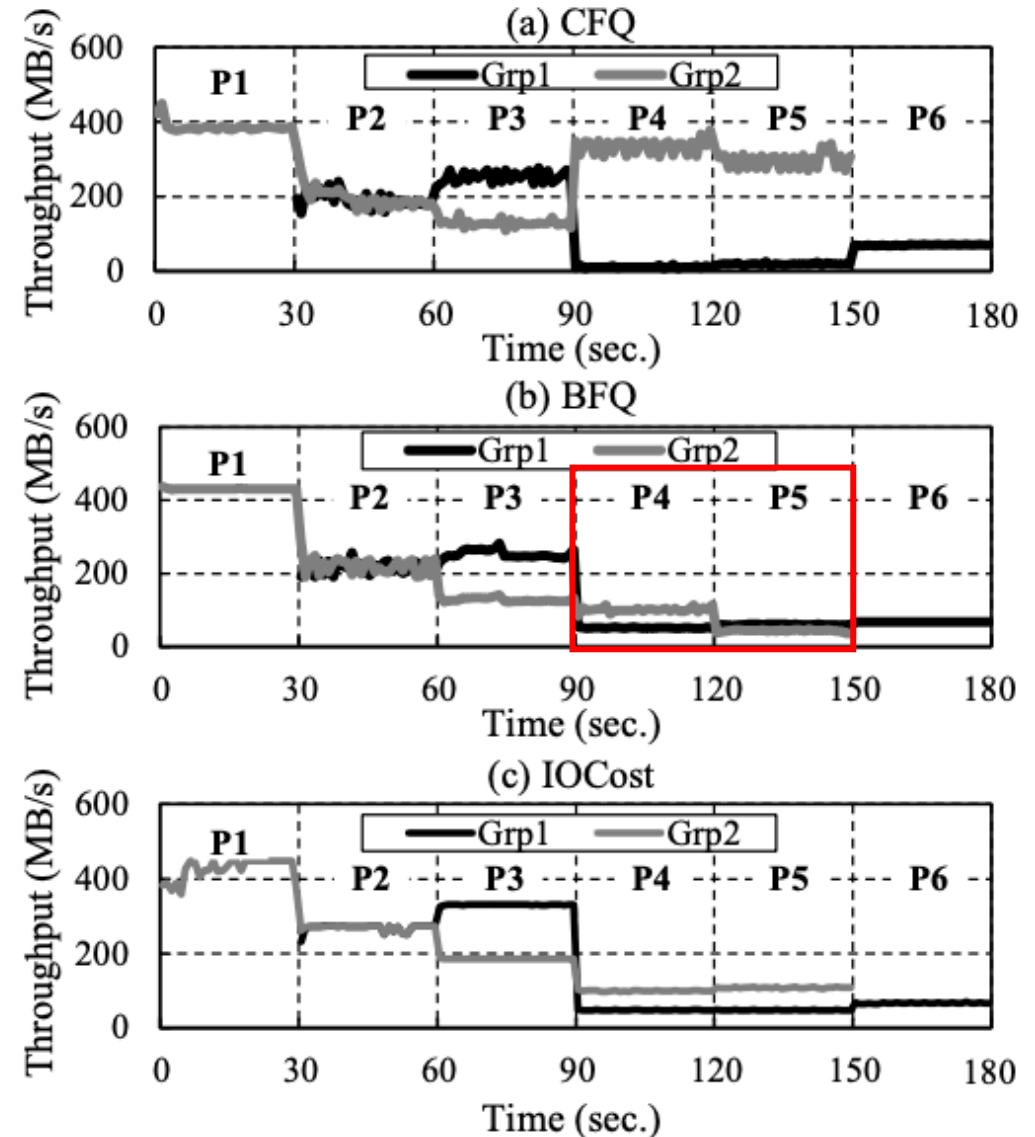 (a) CFQ
Throughput (MB/s)
600
400
200
0
Grp1 Grp2
P1 P2 P3 P4 P5 P6
0 30 60 90 120 150 180
Time (sec.)
(b) BFQ
Throughput (MB/s)
600
400
200
0
Grp1 Grp2
P1 P2 P3 P4 P5 P6
0 30 60 90 120 150 180
Time (sec.)
(c) IOCost
Throughput (MB/s)
600
400
200
0
Grp1 Grp2
P1 P2 P3 P4 P5 P6
0 30 60 90 120 150 180
Time (sec.)